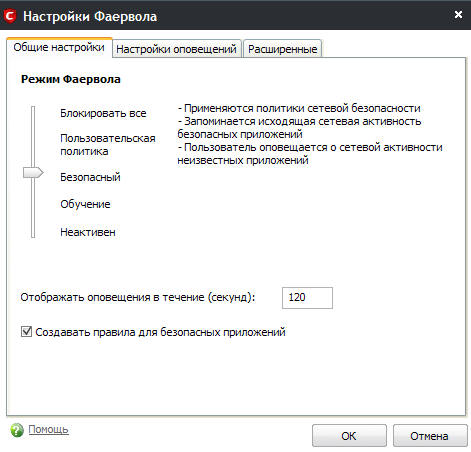 Настройки Фаервола
Общие настройки
Настройки оповещений
Расширенные
Режим Фаервола
Блокировать все
Пользовательская
политика
Безопасный
Обучение
Неактивен
- Применяются политики сетевой безопасности
- Запоминается исходящая сетевая активность
безопасных приложений
- Пользователь оповещается о сетевой активности
неизвестных приложений
Отображать оповещения в течение (секунд):
120
Создавать правила для безопасных приложений
Помощь
OK
Отмена